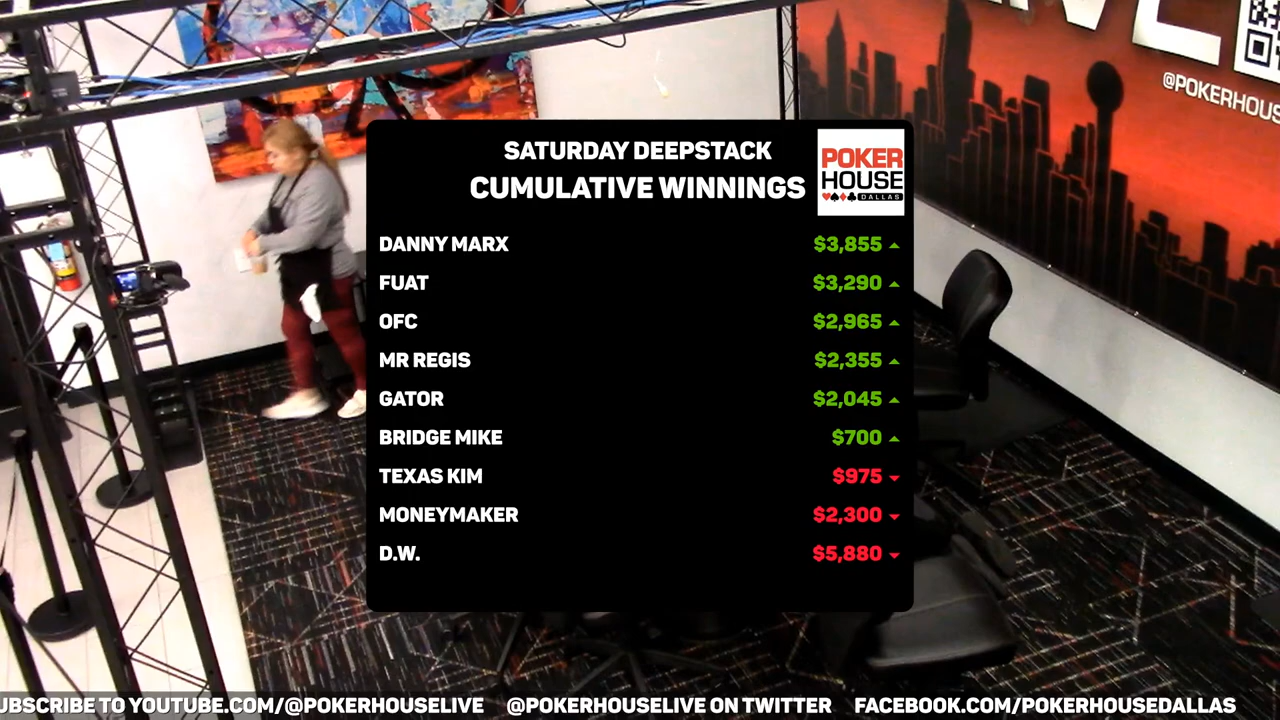 @POKERHOUS
SATURDAY DEEPSTACK
CUMULATIVE WINNINGS
POKER
HOUSE
DALLAS
DANNY MARX $3,855
FUAT $3,290
OFC $2,965
MR REGIS $2,355
GATOR $2,045
BRIDGE MIKE $700
TEXAS KIM $975
MONEYMAKER $2,300
D.W. $5,880
UBSCRIBE TO YOUTUBE.COM/@POKERHOUSELIVE @POKERHOUSELIVE ON TWITTER FACEBOOK.COM/POKERHOUSEDALLAS